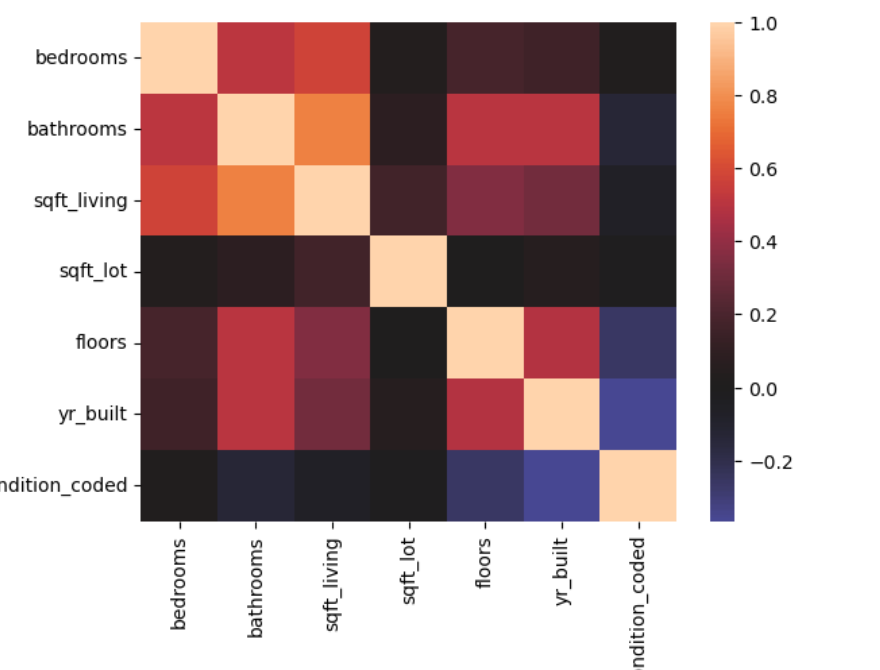 bedrooms
bathrooms
sqft_living
sqft_lot
floors
yr_built
ndition_coded
bedrooms
bathrooms
sqft_living
sqft_lot
floors
yr_built
ndition_coded
1.0
0.8
0.6
0.4
0.2
0.0
−0.2